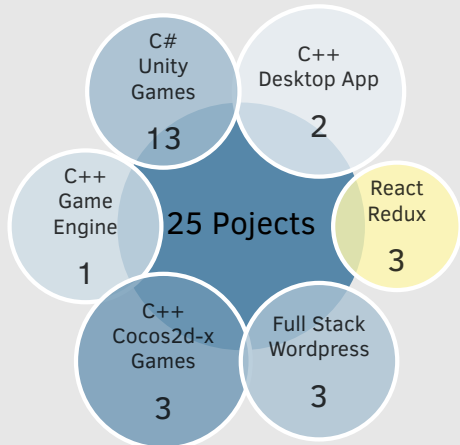 C#
Unity
Games
13
C++
Desktop App
2
React
Redux
3
Full Stack
Wordpress
3
C++
Cocos2d-x
Games
3
C++
Game
Engine
1
25 Pojects